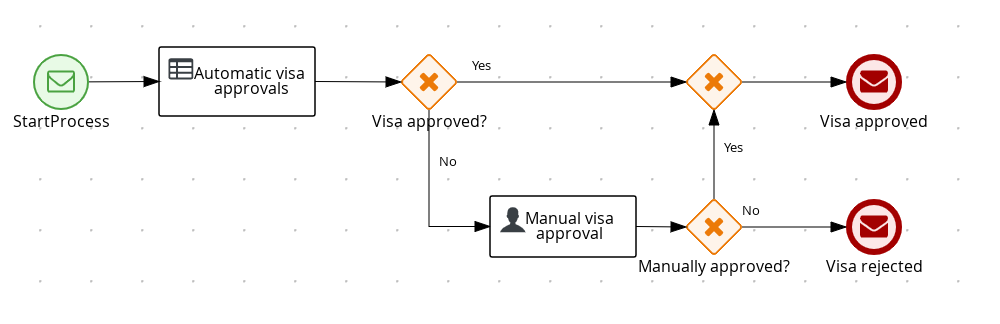 Automatic visa
approvals
StartProcess
Visa approved?
Yes
Visa approved
No
Yes
Manual visa
approval
Manually approved?
No
Visa rejected